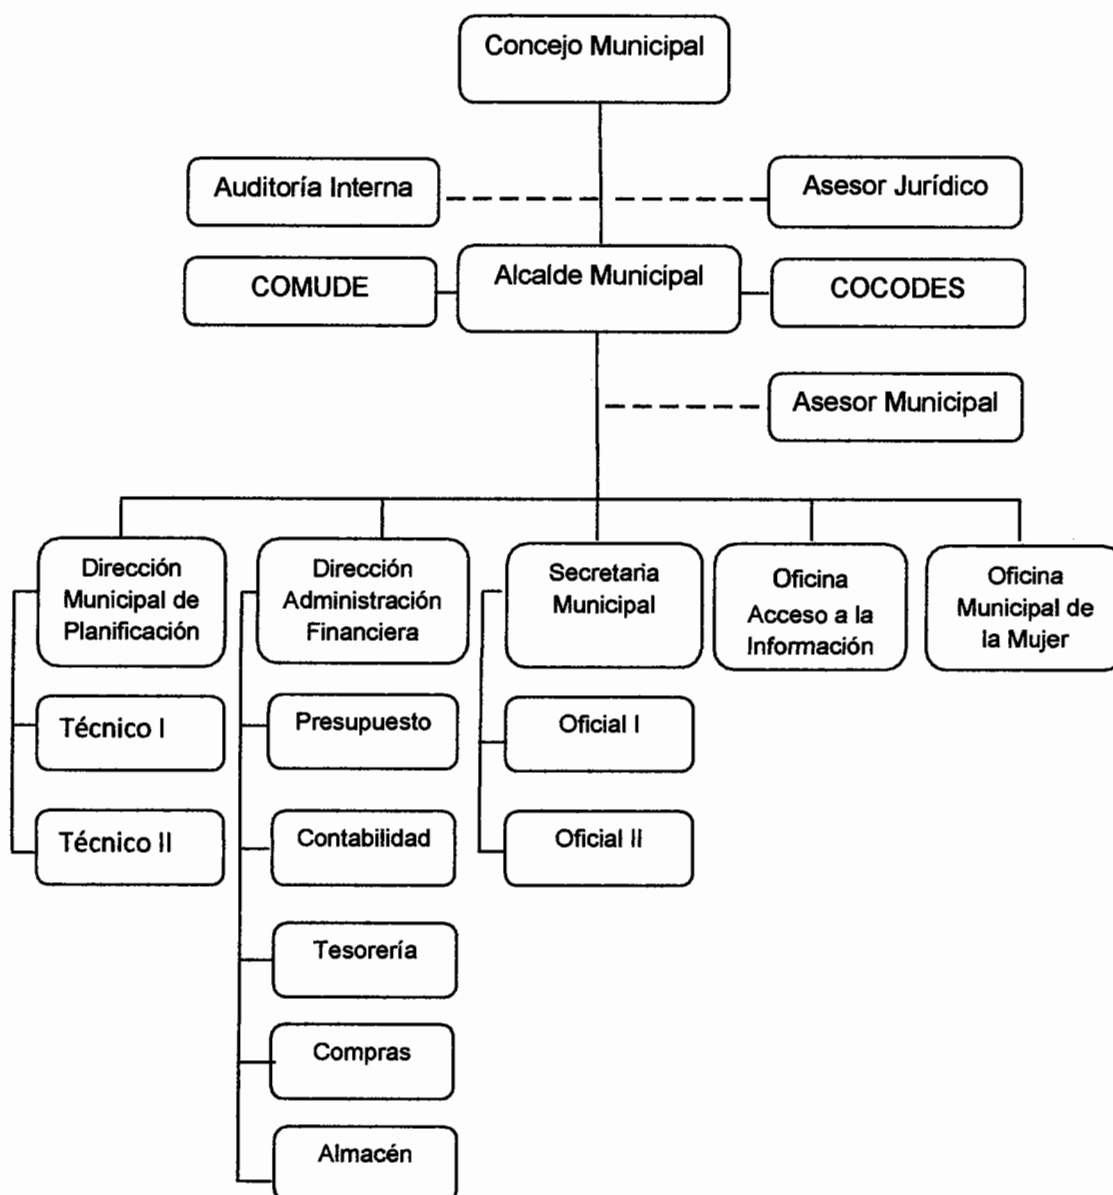 Concejo Municipal
Auditoría Interna
Asesor Jurídico
COMUDE
Alcalde Municipal
COCODES
Asesor Municipal
Dirección
Municipal de
Planificación
Dirección
Administración
Financiera
Secretaria
Municipal
Oficina
Acceso a la
Información
Oficina
Municipal de
la Mujer
Técnico I
Presupuesto
Oficial I
Técnico II
Contabilidad
Oficial II
Tesorería
Compras
Almacén